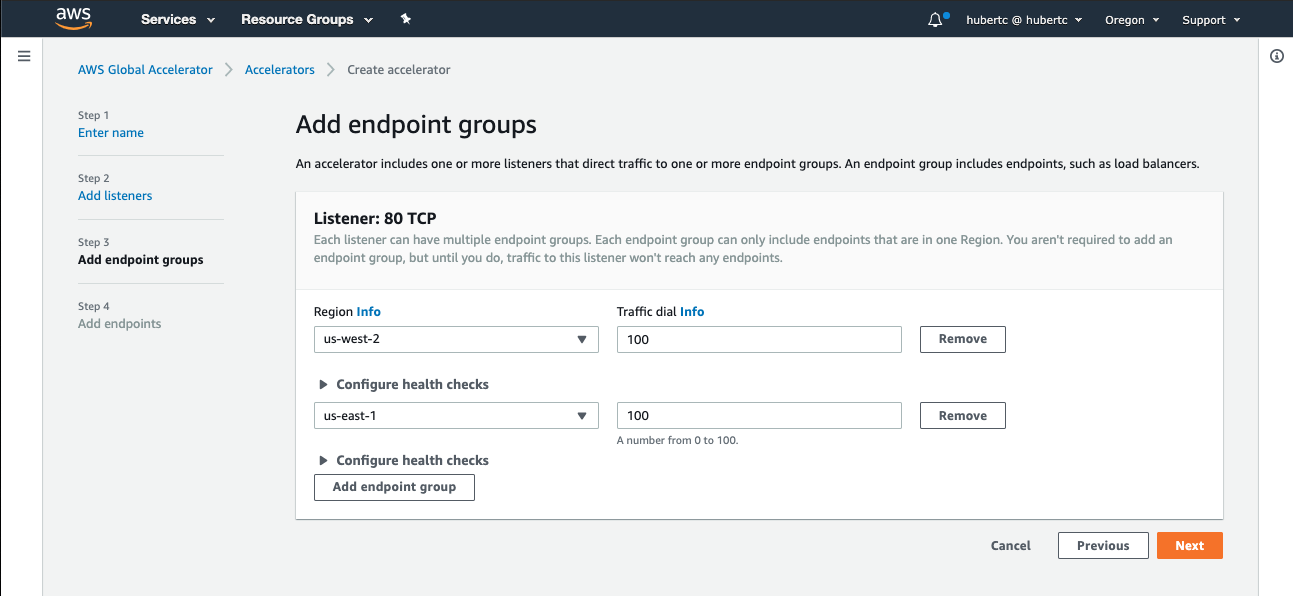 aws Services Resource Groups hubertc @ hubertc Oregon Support
AWS Global Accelerator Accelerators Create accelerator
Step 1
Enter name
Step 2
Add listeners
Step 3
Add endpoint groups
Step 4
Add endpoints
Add endpoint groups
An accelerator includes one or more listeners that direct traffic to one or more endpoint groups. An endpoint group includes endpoints, such as load balancers.
Listener: 80 TCP
Each listener can have multiple endpoint groups. Each endpoint group can only include endpoints that are in one Region. You aren't required to add an
endpoint group, but until you do, traffic to this listener won't reach any endpoints.
Region Info Traffic dial Info
us-west-2 100 Remove
Configure health checks
us-east-1 100 Remove
A number from 0 to 100.
Configure health checks
Add endpoint group
Cancel Previous Next